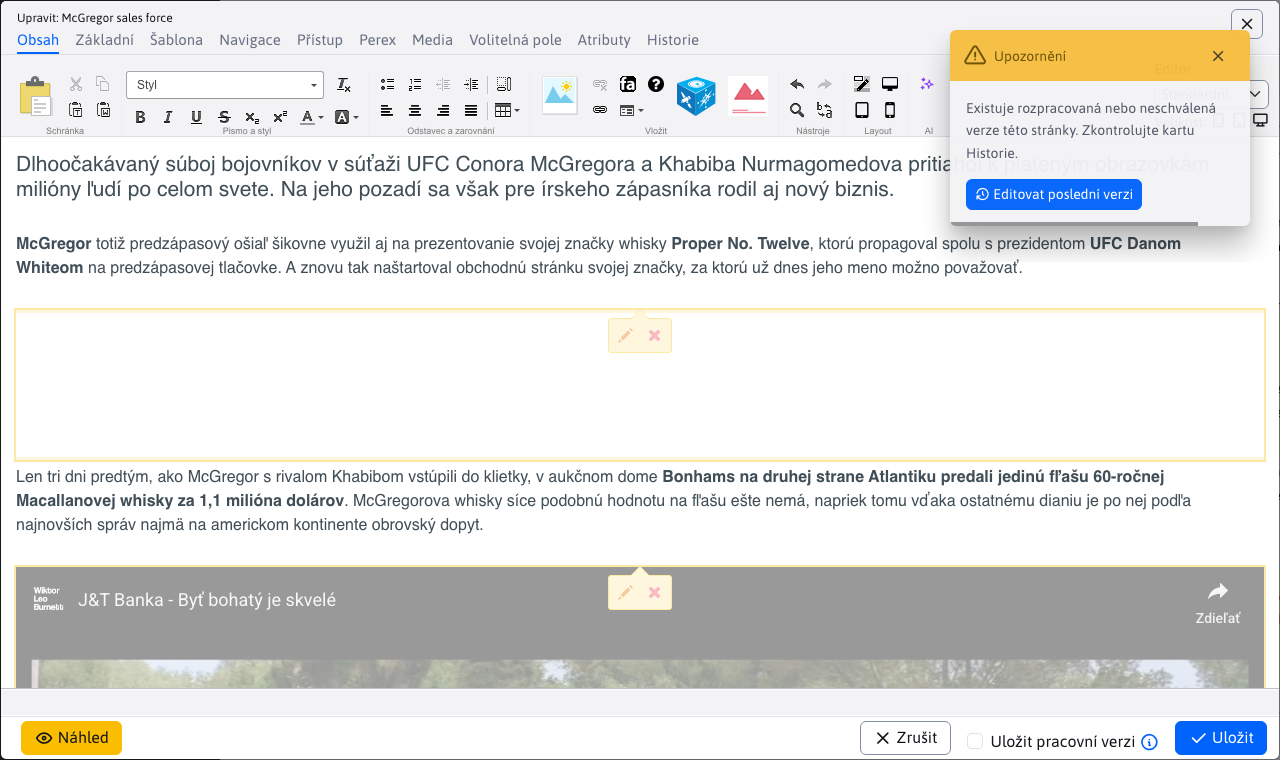 Upravit: McGregor sales force
Obsah Základní Šablona Navigace Přístup Perex Media Volitelná pole Atributy Historie
Upozornění
Existuje rozpracovaná nebo neschválená
verze této stránky. Zkontrolujte kartu
Historie.
Editovat poslední verzi
Editor:
Standardní
Styl
Schránka Písmo a styl Odstavec a zarovnání Vložit Nástroje Layout AI
Dlhoočakávaný súboj bojovníkov v súťaži UFC Conora McGregora a Khabiba Nurmagomedova pritiahol k plateným obrazovkám
milióny ľudí po celom svete. Na jeho pozadí sa však pre írskeho zápasníka rodil aj nový biznis.
McGregor totiž predzápasový ošiaľ šikovne využil aj na prezentovanie svojej značky whisky Proper No. Twelve, ktorú propagoval spolu s prezidentom UFC Danom
Whiteom na predzápasovej tlačovke. A znovu tak naštartoval obchodnú stránku svojej značky, za ktorú už dnes jeho meno možno považovať.
Len tri dni predtým, ako McGregor s rivalom Khabibom vstúpili do klietky, v aukčnom dome Bonhams na druhej strane Atlantiku predali jedinú fľašu 60-ročnej
Macallanovej whisky za 1,1 milióna dolárov. McGregorova whisky síce podobnú hodnotu na fľašu ešte nemá, napriek tomu vďaka ostatnému dianiu je po nej podľa
najnovších správ najmä na americkom kontinente obrovský dopyt.
Wiktor
Leo
Burnett
J&T Banka - Byť bohatý je skvelé
Zdieľať
Náhled
Zrušit
Uložit pracovní verzi
Uložit